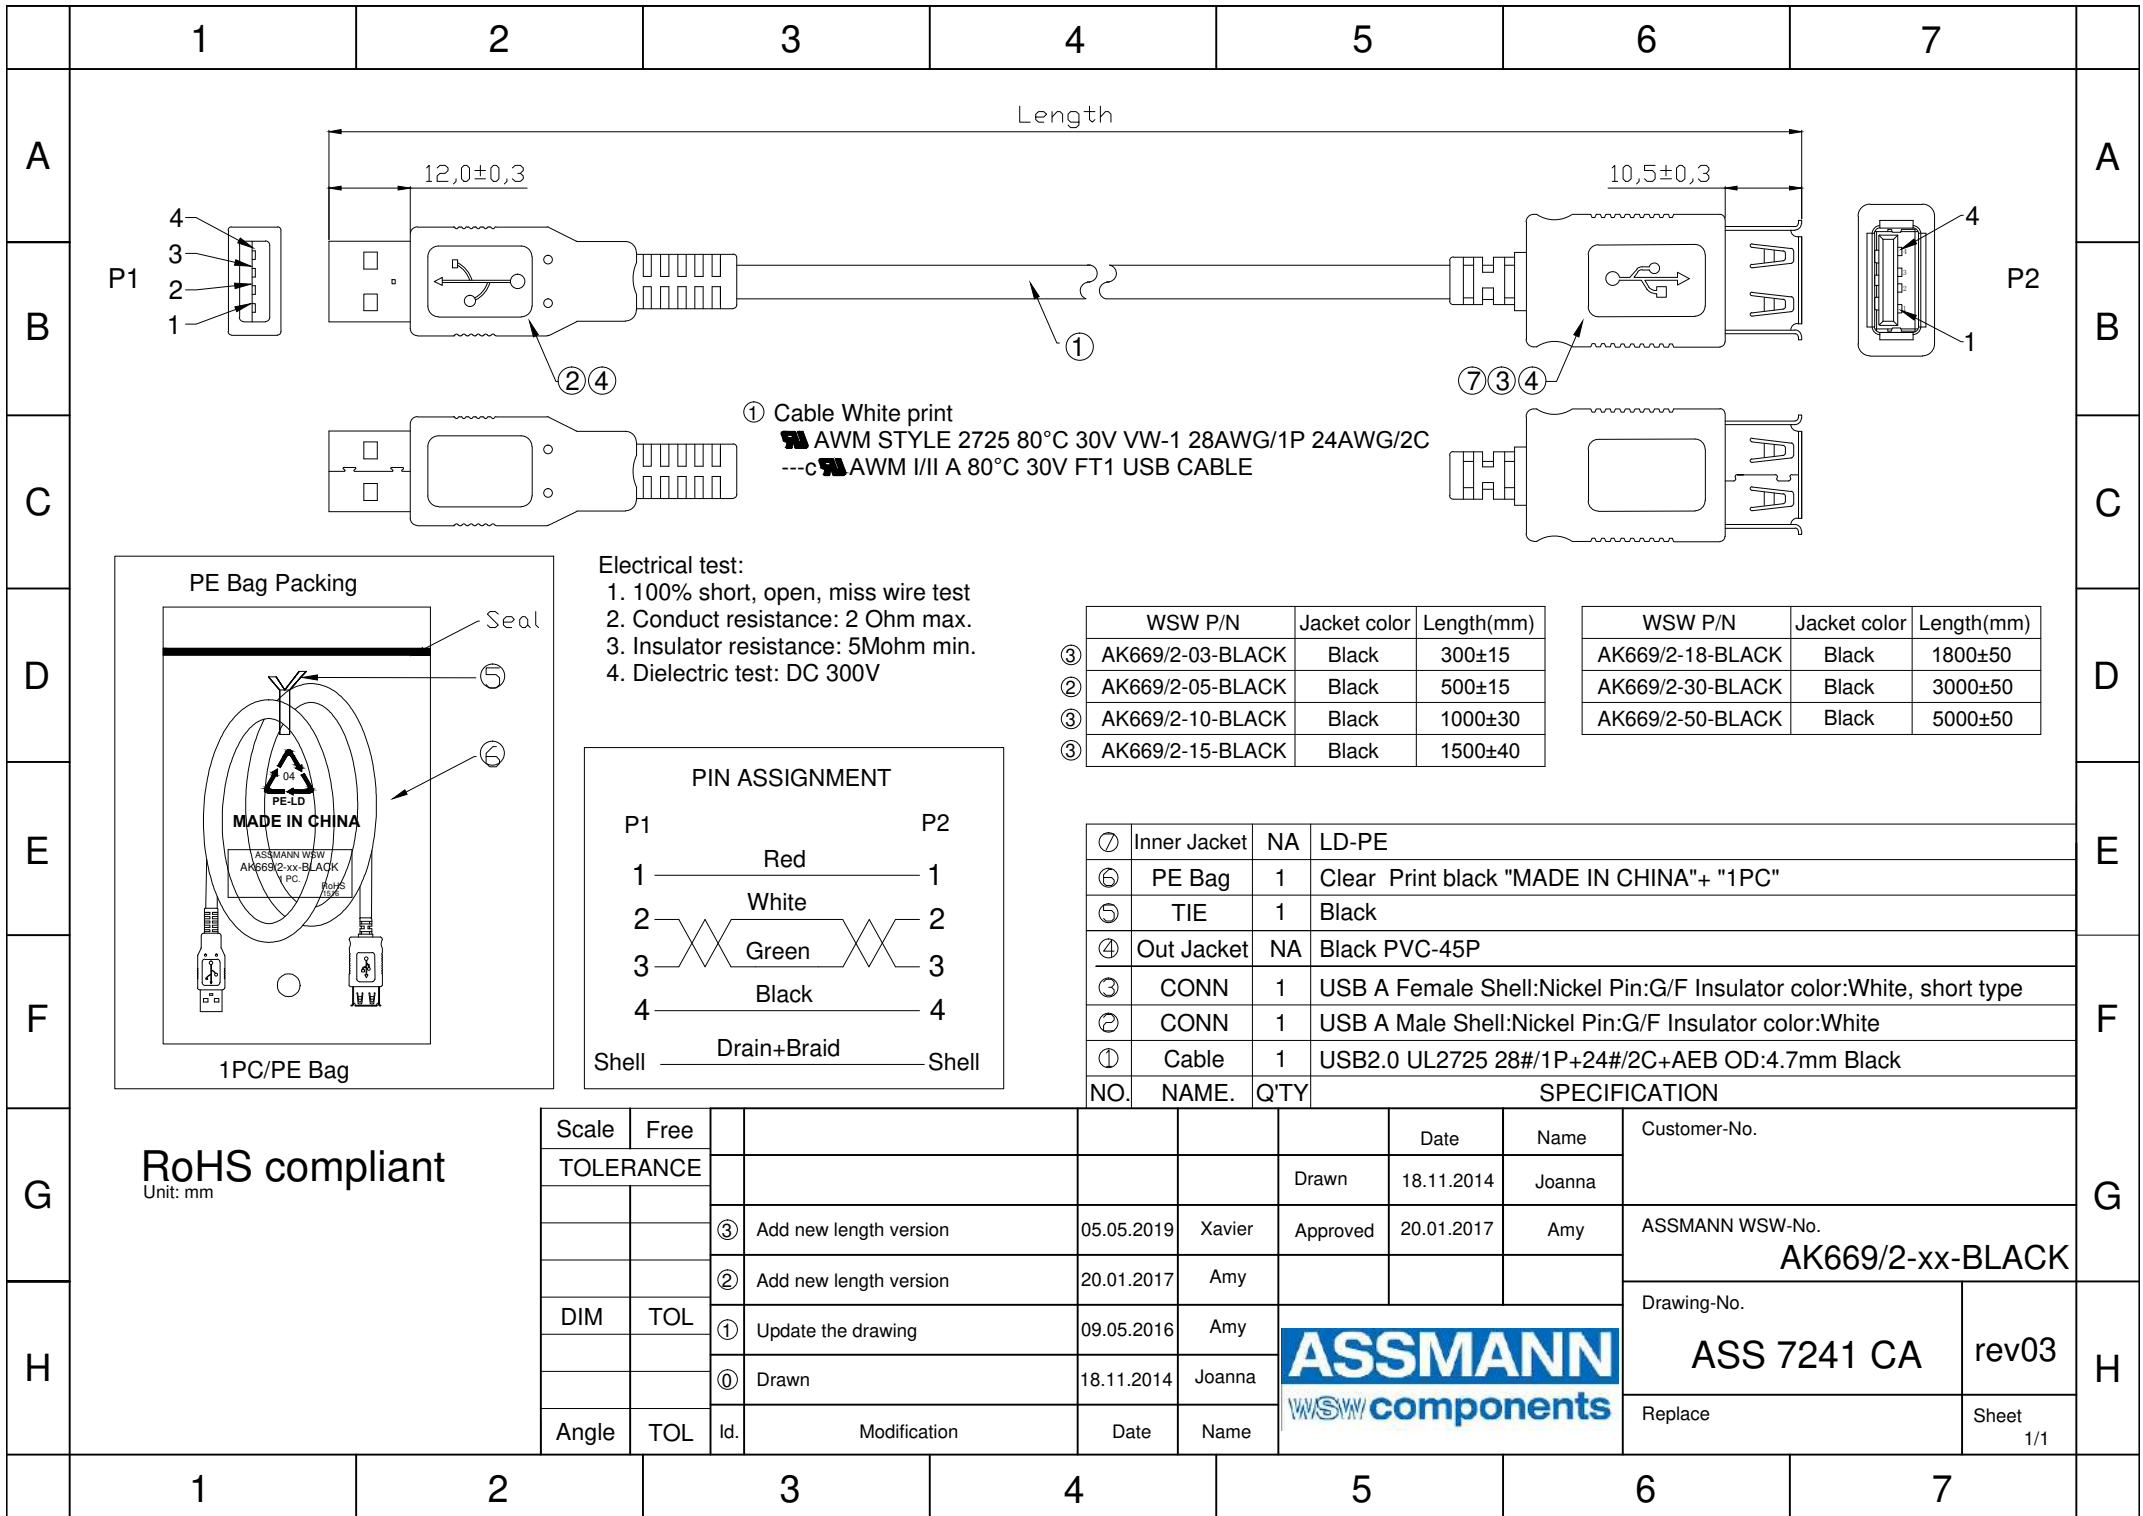 1 2 3 4 5 6 7
A A
B B
C C
D D
E E
F F
G G
H H
Length
12,0±0,3
10,5±0,3
P1
4
3
2
1
P2
4
1
②④
①
⑦③④
① Cable White print
AWM STYLE 2725 80°C 30V VW-1 28AWG/1P 24AWG/2C
---c AWM I/II A 80°C 30V FT1 USB CABLE
PE Bag Packing
Seal
⑤
⑥
04
PE-LD
MADE IN CHINA
ASSMANN WSW
AK669/2-xx-BLACK
1 PC.
RoHS
1PC/PE Bag
Electrical test:
1. 100% short, open, miss wire test
2. Conduct resistance: 2 Ohm max.
3. Insulator resistance: 5Mohm min.
4. Dielectric test: DC 300V
PIN ASSIGNMENT
P1 P2
1 Red 1
2 White 2
3 Green 3
4 Black 4
Shell Drain+Braid Shell
WSW P/N Jacket color Length(mm)
③ AK669/2-03-BLACK Black 300±15
② AK669/2-05-BLACK Black 500±15
③ AK669/2-10-BLACK Black 1000±30
③ AK669/2-15-BLACK Black 1500±40
WSW P/N Jacket color Length(mm)
AK669/2-18-BLACK Black 1800±50
AK669/2-30-BLACK Black 3000±50
AK669/2-50-BLACK Black 5000±50
⑦ Inner Jacket NA LD-PE
⑥ PE Bag 1 Clear Print black "MADE IN CHINA"+ "1PC"
⑤ TIE 1 Black
④ Out Jacket NA Black PVC-45P
③ CONN 1 USB A Female Shell:Nickel Pin:G/F Insulator color:White, short type
② CONN 1 USB A Male Shell:Nickel Pin:G/F Insulator color:White
① Cable 1 USB2.0 UL2725 28#/1P+24#/2C+AEB OD:4.7mm Black
NO. NAME. Q'TY SPECIFICATION
RoHS compliant
Unit: mm
Scale Free
TOLERANCE
DIM TOL
Angle TOL
③ Add new length version 05.05.2019 Xavier
② Add new length version 20.01.2017 Amy
① Update the drawing 09.05.2016 Amy
⓪ Drawn 18.11.2014 Joanna
Id. Modification Date Name
Date Name
Drawn 18.11.2014 Joanna
Approved 20.01.2017 Amy
ASSMANN
WSW components
Customer-No.
ASSMANN WSW-No.
AK669/2-xx-BLACK
Drawing-No.
ASS 7241 CA
rev03
Replace
Sheet
1/1
1 2 3 4 5 6 7